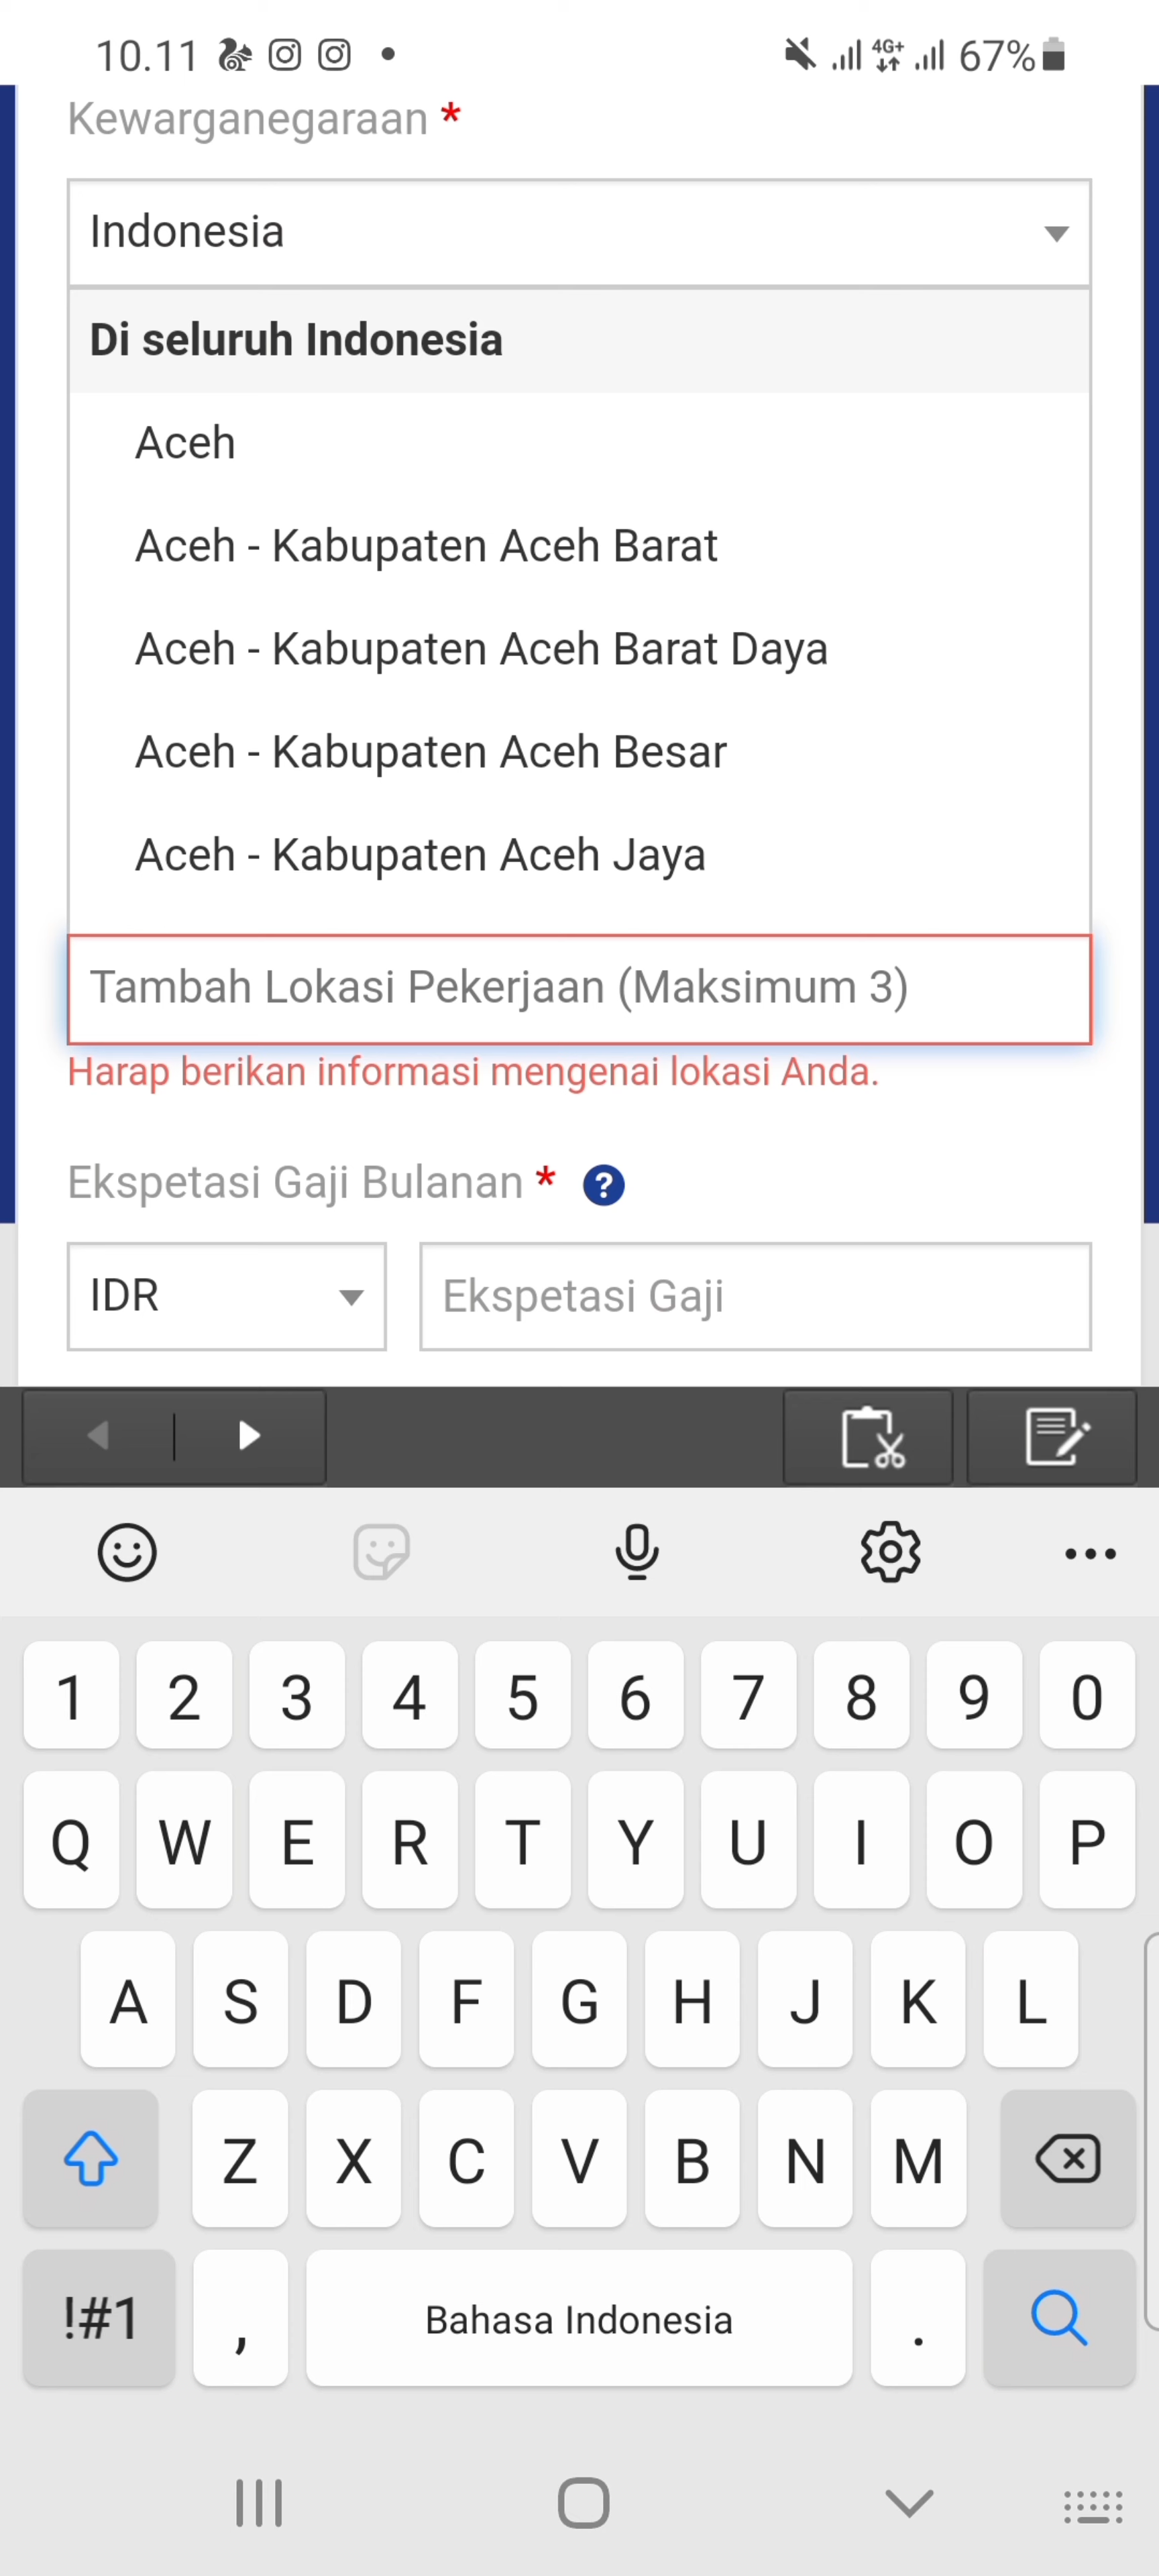 10.11 4G+ 67%
Kewarganegaraan *
Indonesia
Di seluruh Indonesia
Aceh
Aceh - Kabupaten Aceh Barat
Aceh - Kabupaten Aceh Barat Daya
Aceh - Kabupaten Aceh Besar
Aceh - Kabupaten Aceh Jaya
Tambah Lokasi Pekerjaan (Maksimum 3)
Harap berikan informasi mengenai lokasi Anda.
Ekspetasi Gaji Bulanan * ?
IDR Ekspetasi Gaji
1 2 3 4 5 6 7 8 9 0
Q W E R T Y U I O P
A S D F G H J K L
Z X C V B N M
!#1 , Bahasa Indonesia .